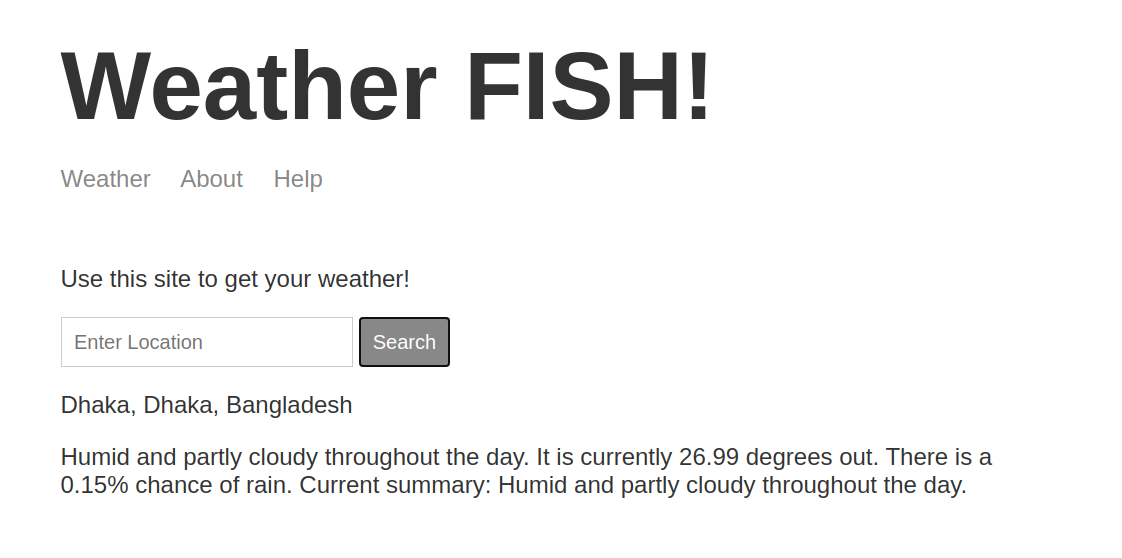 Weather FISH!
Weather About Help
Use this site to get your weather!
Enter Location Search
Dhaka, Dhaka, Bangladesh
Humid and partly cloudy throughout the day. It is currently 26.99 degrees out. There is a
0.15% chance of rain. Current summary: Humid and partly cloudy throughout the day.